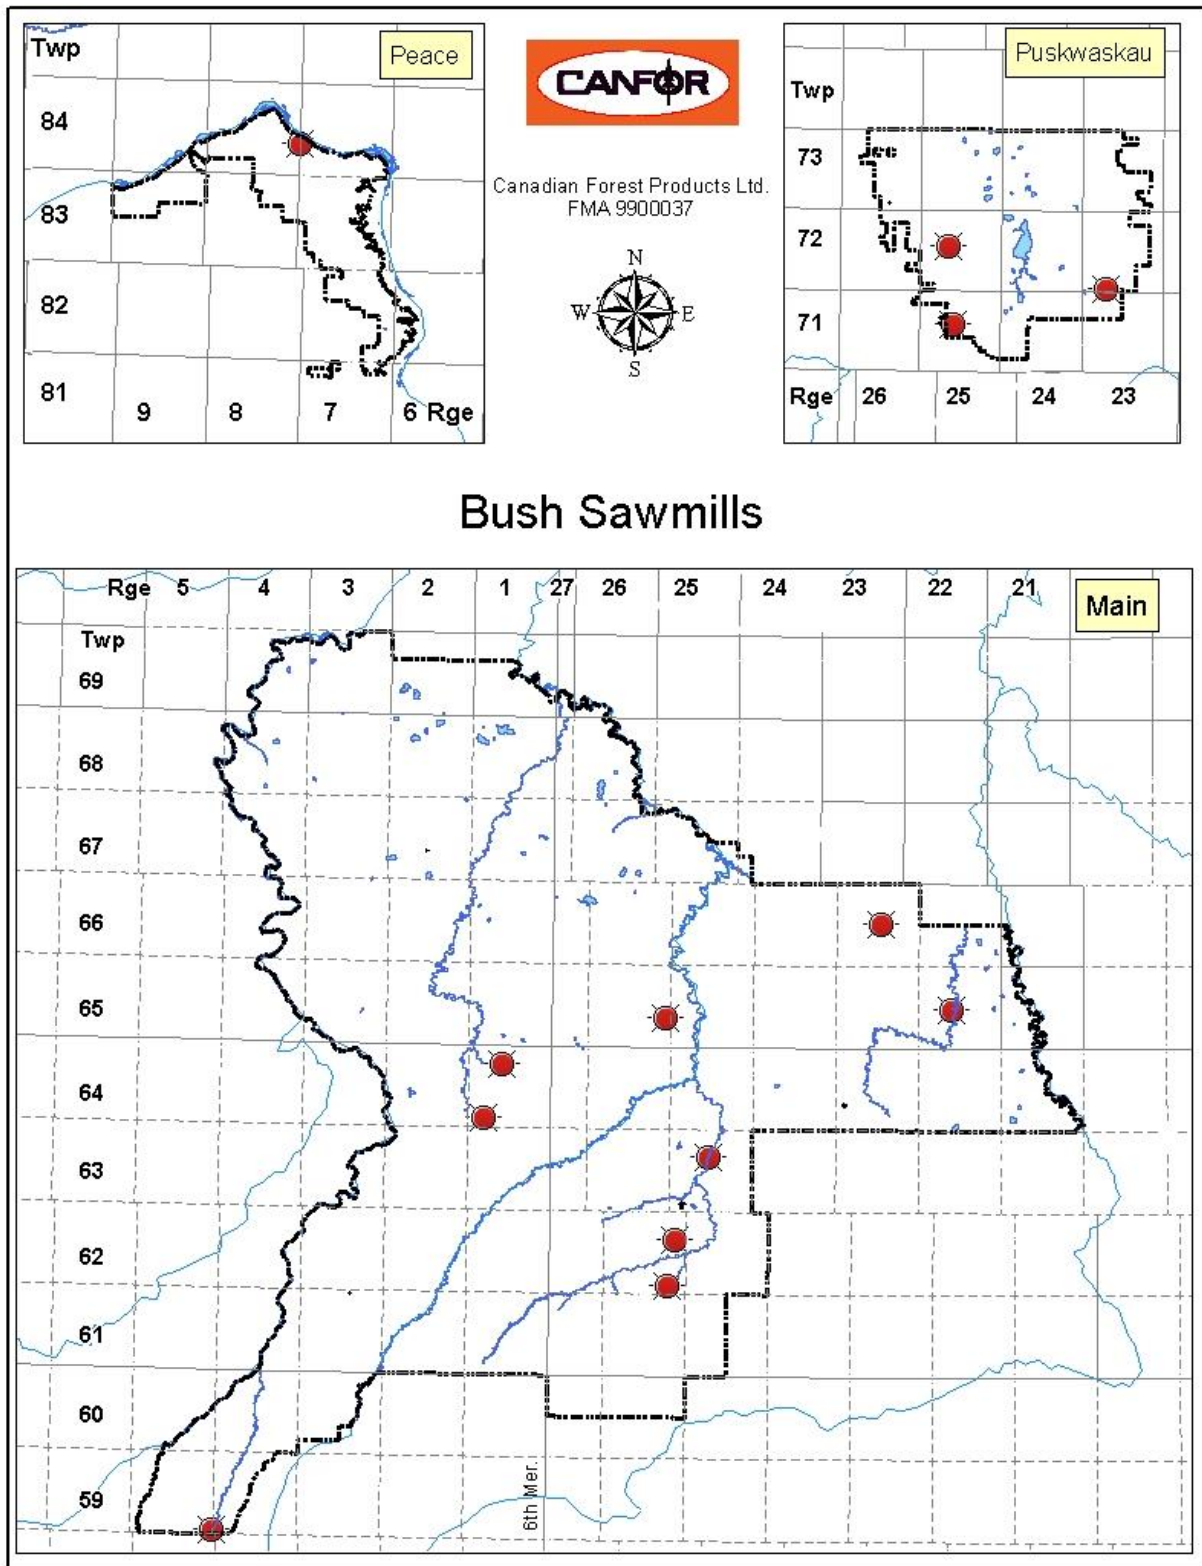 Twp
Peace
84
83
82
81
9 8 7 6 Rge
CANFOR
Canadian Forest Products Ltd.
FMA 9900037
N
W E
S
Puskwaskau
Twp
73
72
71
Rge 26 25 24 23
Bush Sawmills
Rge 5 4 3 2 1 27 26 25 24 23 22 21
Main
Twp
69
68
67
66
65
64
63
62
61
60
59
6th Mer.